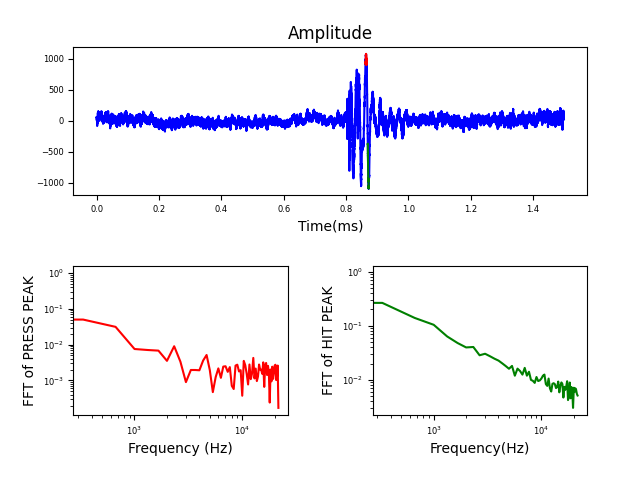 Amplitude
1000
500
0
−500
−1000
0.0 0.2 0.4 0.6 0.8 1.0 1.2 1.4
Time(ms)
FFT of PRESS PEAK
10⁰
10⁻¹
10⁻²
10⁻³
10³ 10⁴
Frequency (Hz)
FFT of HIT PEAK
10⁰
10⁻¹
10⁻²
10³ 10⁴
Frequency(Hz)